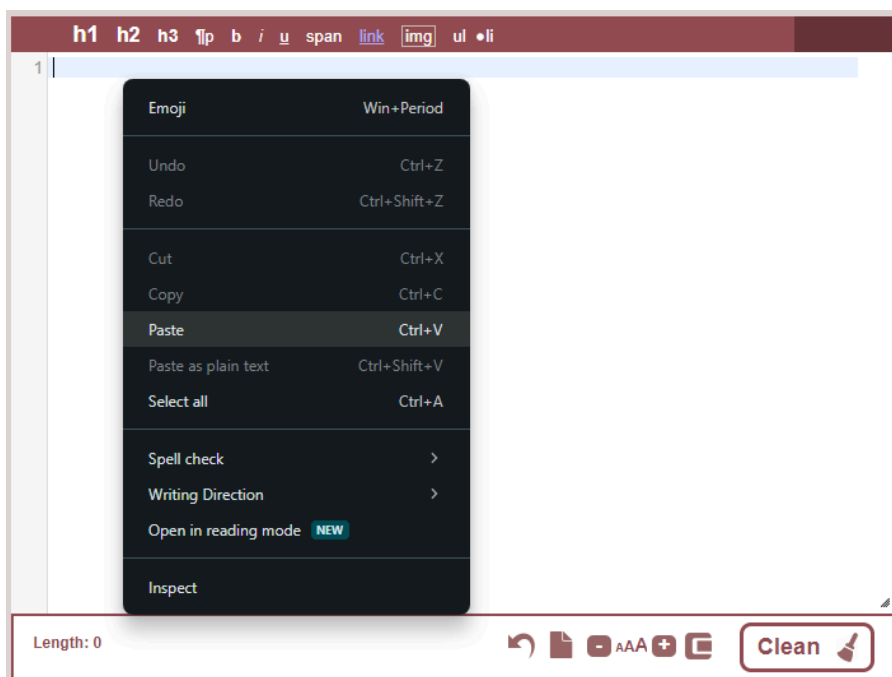 h1 h2 h3 ¶p b i u span link img ul •li
1
Emoji Win+Period
Undo Ctrl+Z
Redo Ctrl+Shift+Z
Cut Ctrl+X
Copy Ctrl+C
Paste Ctrl+V
Paste as plain text Ctrl+Shift+V
Select all Ctrl+A
Spell check
Writing Direction
Open in reading mode NEW
Inspect
Length: 0 - AAA + Clean